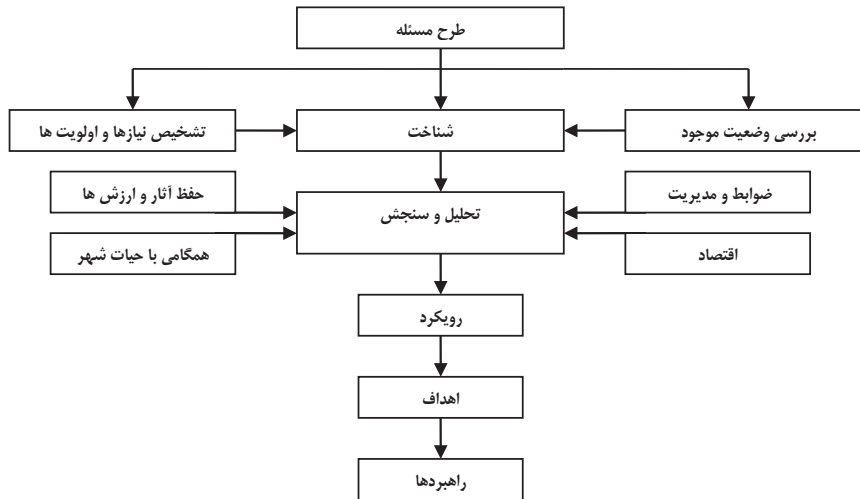 طرح مسئله
بررسی وضعیت موجود
شناخت
تشخیص نیازها و اولویت ها
ضوابط و مدیریت
حفظ آثار و ارزش ها
تحلیل و سنجش
اقتصاد
همگامی با حیات شهر
رویکرد
اهداف
راهبردها